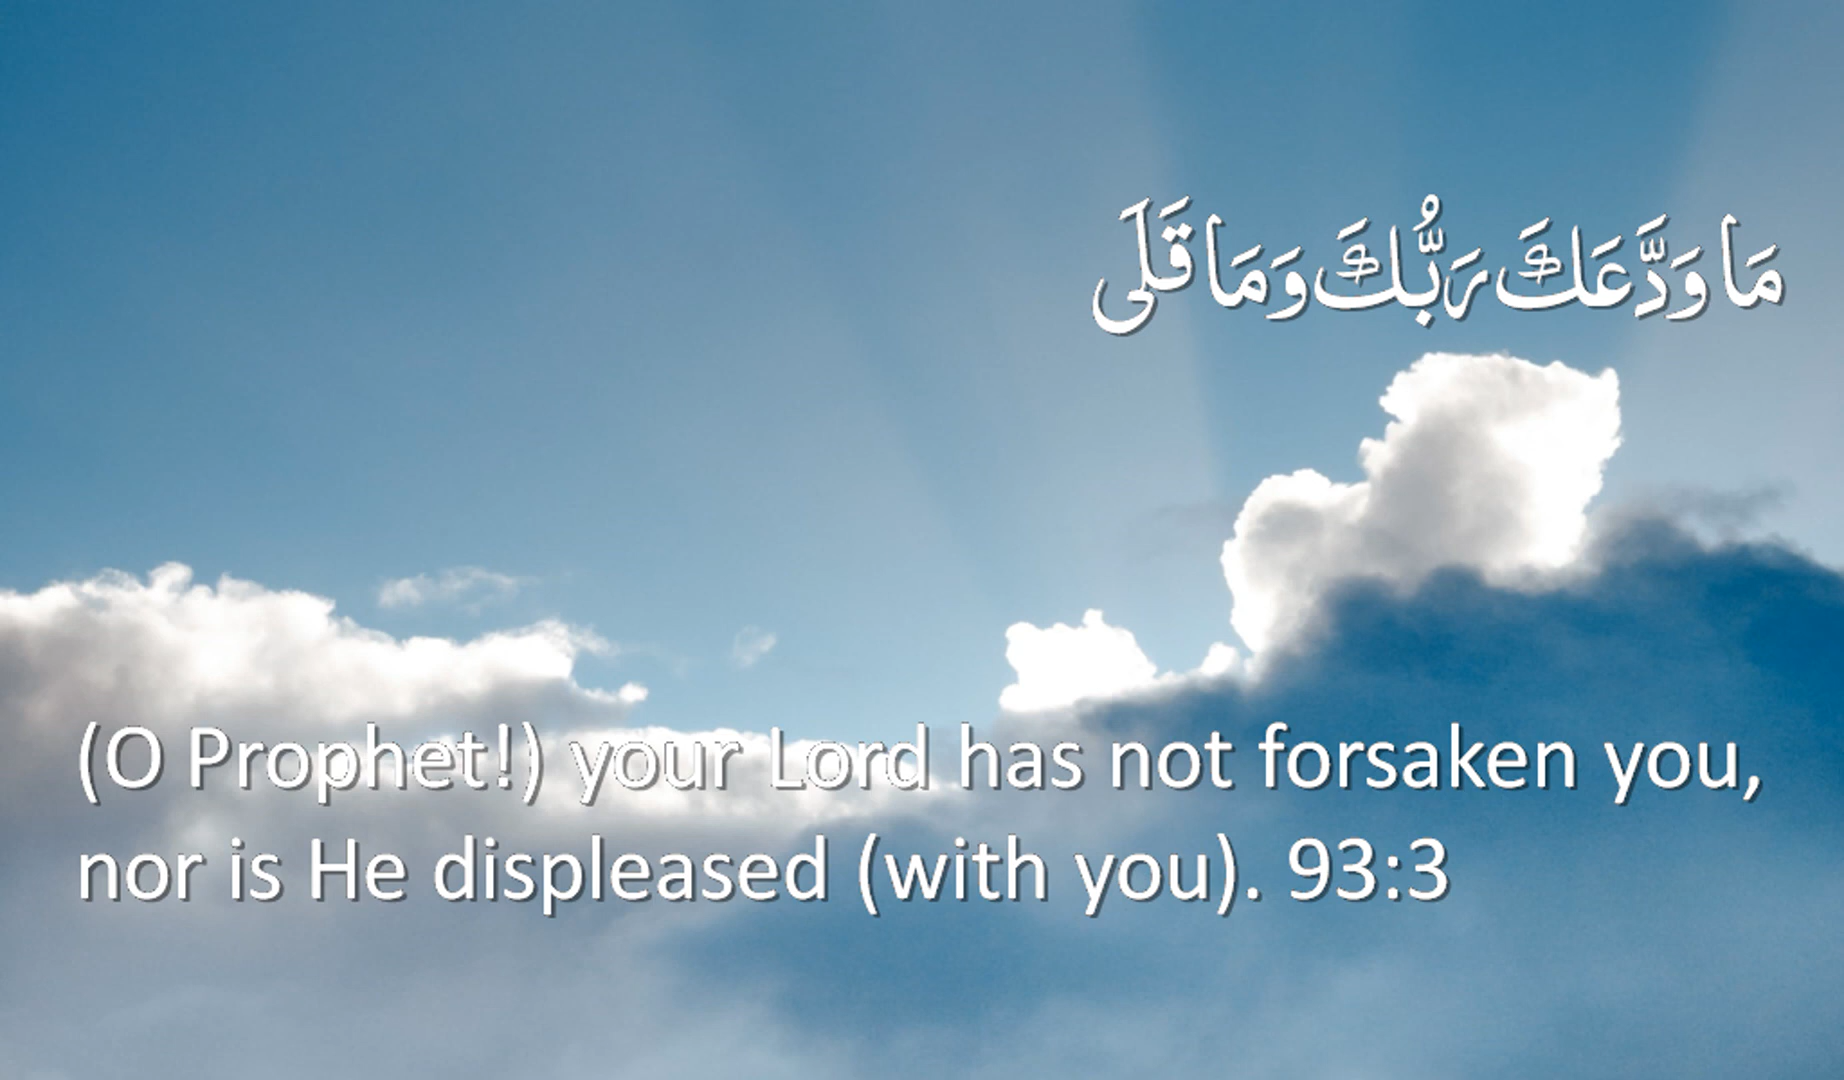 مَا وَدَّعَكَ رَبُّكَ وَمَا قَلَى
(O Prophet!) your Lord has not forsaken you,
nor is He displeased (with you). 93:3